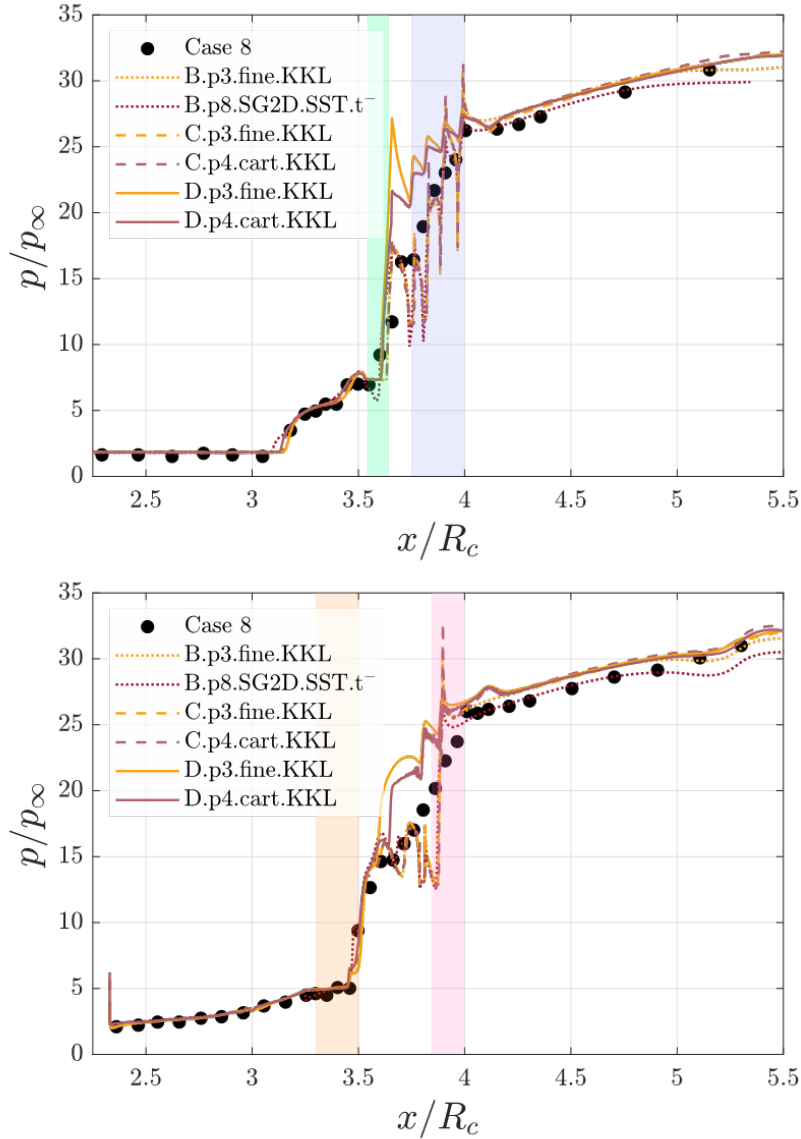 35
30
25
20
15
10
5
0
p/p∞
Case 8
B.p3.fine.KKL
B.p8.SG2D.SST.t⁻
C.p3.fine.KKL
C.p4.cart.KKL
D.p3.fine.KKL
D.p4.cart.KKL
2.5 3 3.5 4 4.5 5 5.5
x/R_c
35
30
25
20
15
10
5
0
p/p∞
Case 8
B.p3.fine.KKL
B.p8.SG2D.SST.t⁻
C.p3.fine.KKL
C.p4.cart.KKL
D.p3.fine.KKL
D.p4.cart.KKL
2.5 3 3.5 4 4.5 5 5.5
x/R_c